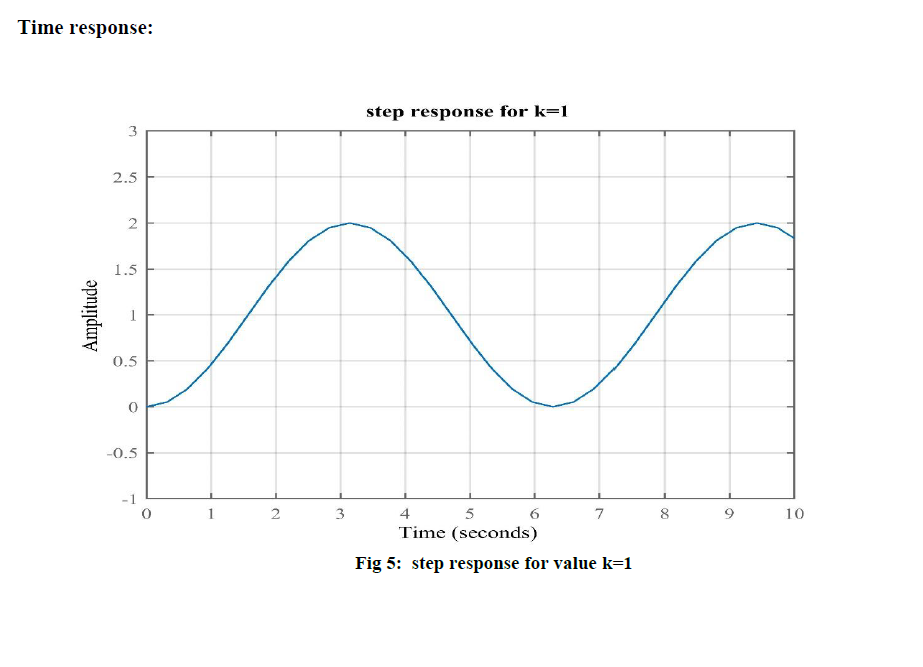 Time response:
step response for k=1
3
2.5
2
1.5
1
0.5
0
-0.5
-1
Amplitude
0 1 2 3 4 5 6 7 8 9 10
Time (seconds)
Fig 5: step response for value k=1